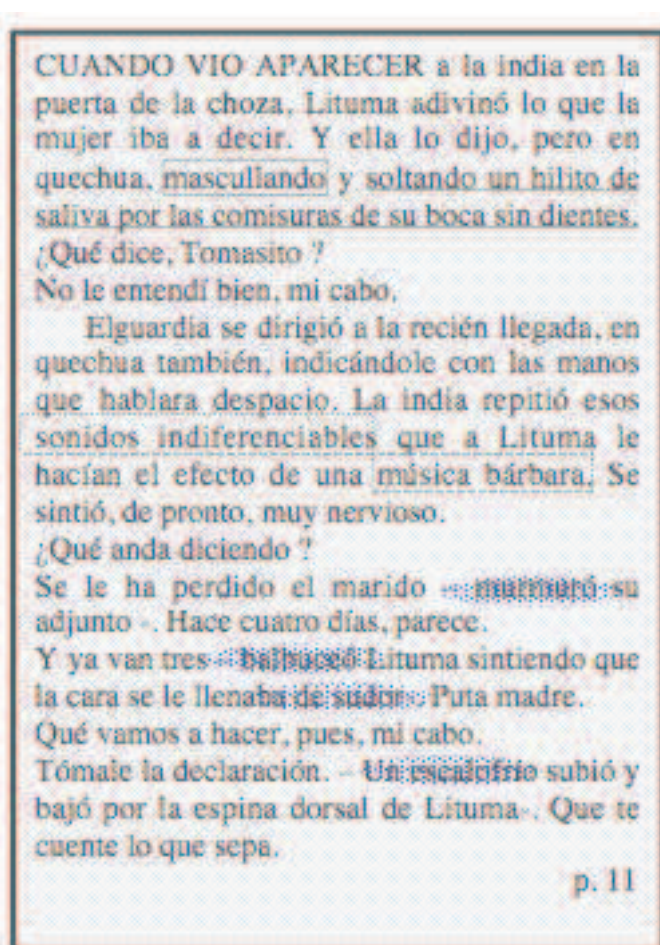 CUANDO VIO APARECER a la india en la
puerta de la choza, Lituma adivinó lo que la
mujer iba a decir. Y ella lo dijo, pero en
quechua, mascullando y soltando un hilito de
saliva por las comisuras de su boca sin dientes.
¿Qué dice, Tomasito ?
No le entendí bien, mi cabo.
Elguardia se dirigió a la recién llegada, en
quechua también, indicándole con las manos
que hablara despacio. La india repitió esos
sonidos indiferenciables que a Lituma le
hacían el efecto de una música bárbara. Se
sintió, de pronto, muy nervioso.
¿Qué anda diciendo ?
Se le ha perdido el marido – murmuró su
adjunto -. Hace cuatro días, parece.
Y ya van tres – balbuceó Lituma sintiendo que
la cara se le llenaba de sudor-. Puta madre.
Qué vamos a hacer, pues, mi cabo.
Tómale la declaración. – Un escalofrío subió y
bajó por la espina dorsal de Lituma-. Que te
cuente lo que sepa.
p. 11